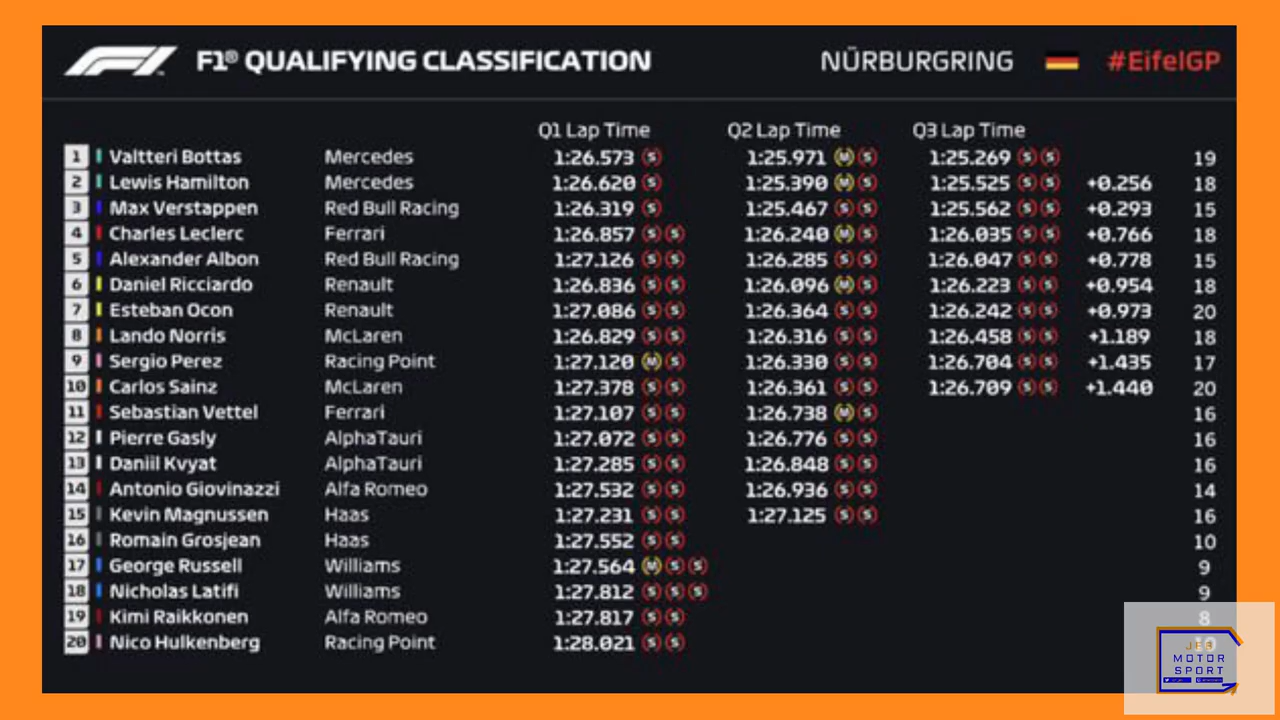 F1® QUALIFYING CLASSIFICATION NÜRBURGRING #EifelGP
Q1 Lap Time Q2 Lap Time Q3 Lap Time
1 Valtteri Bottas Mercedes 1:26.573 S 1:25.971 M S 1:25.269 S S 19
2 Lewis Hamilton Mercedes 1:26.620 S 1:25.390 M S 1:25.525 S S +0.256 18
3 Max Verstappen Red Bull Racing 1:26.319 S 1:25.467 S S 1:25.562 S S +0.293 15
4 Charles Leclerc Ferrari 1:26.857 S S 1:26.240 M S 1:26.035 S S +0.766 18
5 Alexander Albon Red Bull Racing 1:27.126 S S 1:26.285 S S 1:26.047 S S +0.778 15
6 Daniel Ricciardo Renault 1:26.836 S S 1:26.096 M S 1:26.223 S S +0.954 18
7 Esteban Ocon Renault 1:27.086 S S 1:26.364 S S 1:26.242 S S +0.973 20
8 Lando Norris McLaren 1:26.829 S S 1:26.316 S S 1:26.458 S S +1.189 18
9 Sergio Perez Racing Point 1:27.120 M S 1:26.330 S S 1:26.704 S S +1.435 17
10 Carlos Sainz McLaren 1:27.378 S S 1:26.361 S S 1:26.709 S S +1.440 20
11 Sebastian Vettel Ferrari 1:27.107 S S 1:26.738 M S 16
12 Pierre Gasly AlphaTauri 1:27.072 S S 1:26.776 S S 16
13 Daniil Kvyat AlphaTauri 1:27.285 S S 1:26.848 S S 16
14 Antonio Giovinazzi Alfa Romeo 1:27.532 S S 1:26.936 S S 14
15 Kevin Magnussen Haas 1:27.231 S S 1:27.125 S S 16
16 Romain Grosjean Haas 1:27.552 S S 10
17 George Russell Williams 1:27.564 M S S 9
18 Nicholas Latifi Williams 1:27.812 S S S 9
19 Kimi Raikkonen Alfa Romeo 1:27.817 S S 8
20 Nico Hulkenberg Racing Point 1:28.021 S S
MOTOR
SPORT